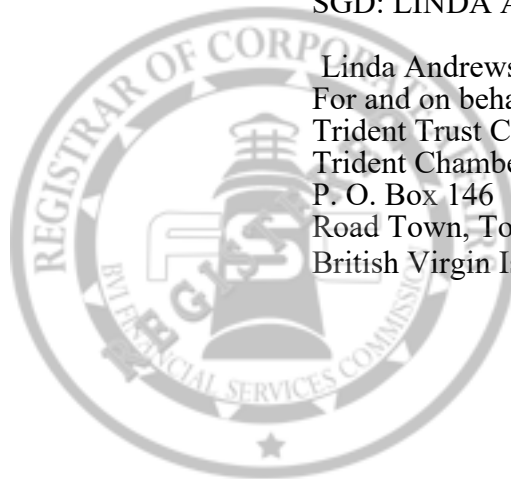 SGD: LINDA A
Linda Andrews
For and on beha
Trident Trust C
Trident Chambe
P. O. Box 146
Road Town, To
British Virgin I
REGISTRAR OF
BVI FINANCIAL SERVICES COMMISSION